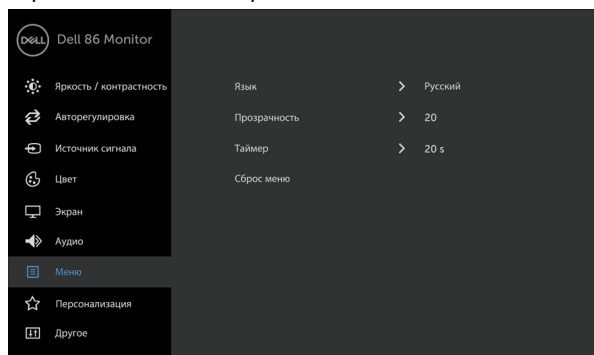 DELL Dell 86 Monitor
Яркость / контрастность
Язык > Русский
Авторегулировка
Прозрачность > 20
Источник сигнала
Таймер > 20 s
Цвет
Сброс меню
Экран
Аудио
Меню
Персонализация
Другое